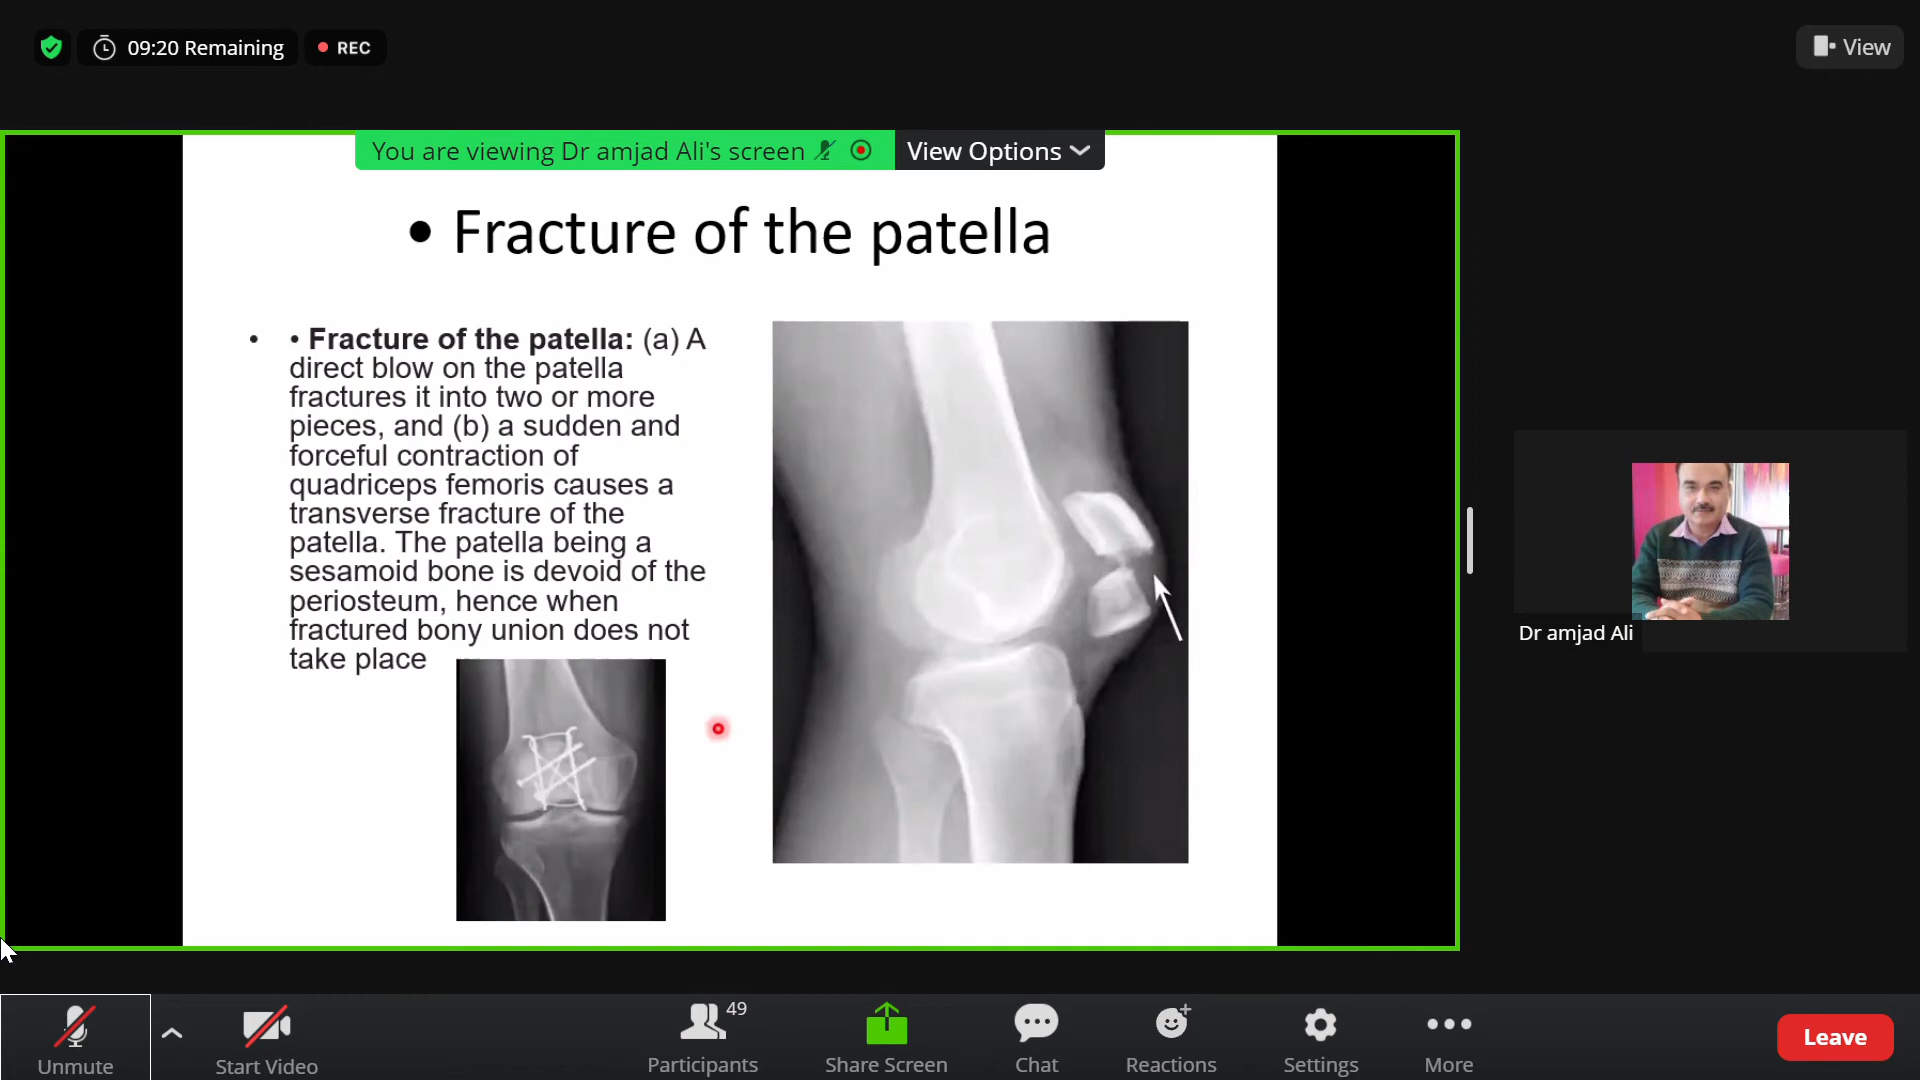 09:20 Remaining
REC
View
You are viewing Dr amjad Ali's screen
View Options
• Fracture of the patella
• • Fracture of the patella: (a) A
direct blow on the patella
fractures it into two or more
pieces, and (b) a sudden and
forceful contraction of
quadriceps femoris causes a
transverse fracture of the
patella. The patella being a
sesamoid bone is devoid of the
periosteum, hence when
fractured bony union does not
take place
Dr amjad Ali
Unmute
Start Video
49
Participants
Share Screen
Chat
Reactions
Settings
More
Leave